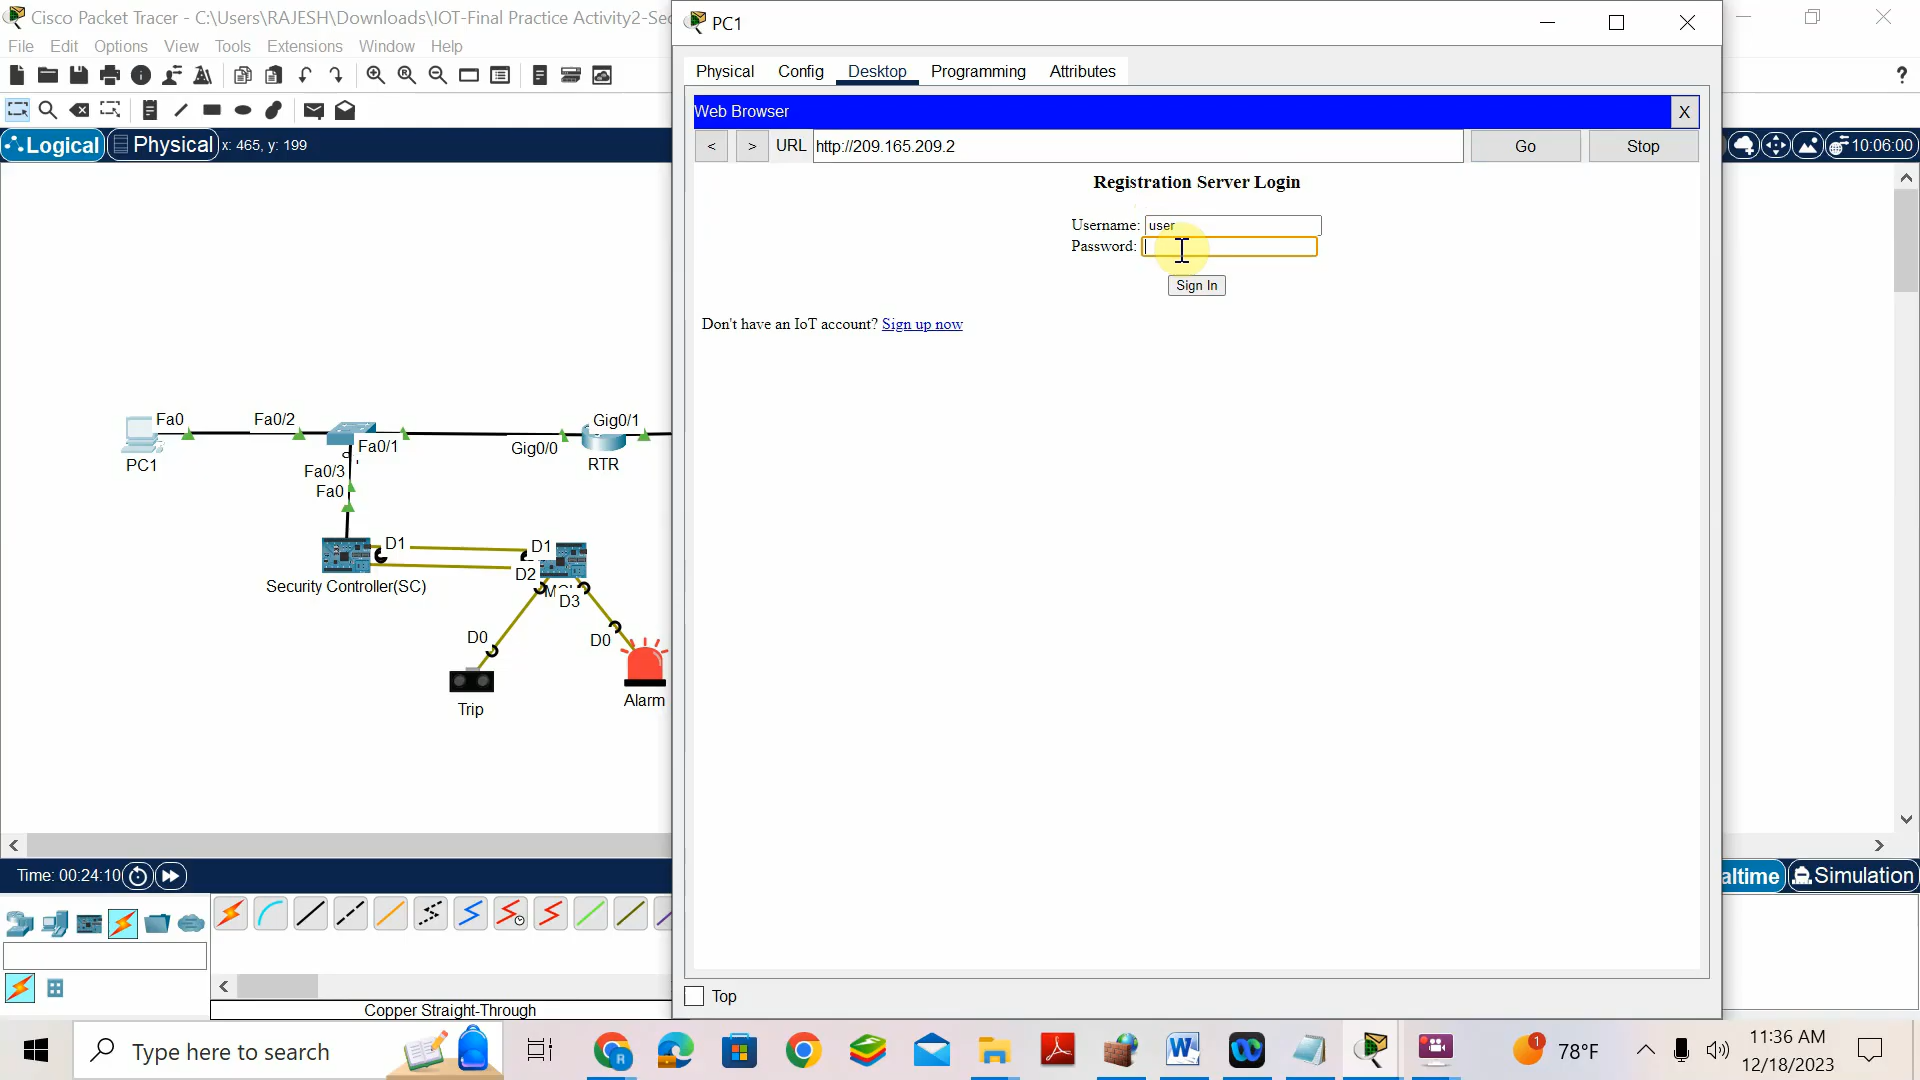 Cisco Packet Tracer - C:\Users\RAJESH\Downloads\IOT-Final Practice Activity2-Sec
File Edit Options View Tools Extensions Window Help
Logical Physical x: 465, y: 199
10:06:00
PC1
Physical Config Desktop Programming Attributes
Web Browser X
< > URL http://209.165.209.2 Go Stop
Registration Server Login
Username: user
Password:
Sign In
Don't have an IoT account? Sign up now
Top
Fa0 Fa0/2 Gig0/1
Fa0/1 Gig0/0
PC1 RTR
Fa0/3
Fa0
D1 D1
D2
Security Controller(SC)
D3
D0 D0
Trip Alarm
Time: 00:24:10
altime Simulation
Copper Straight-Through
Type here to search
1 78°F
11:36 AM
12/18/2023